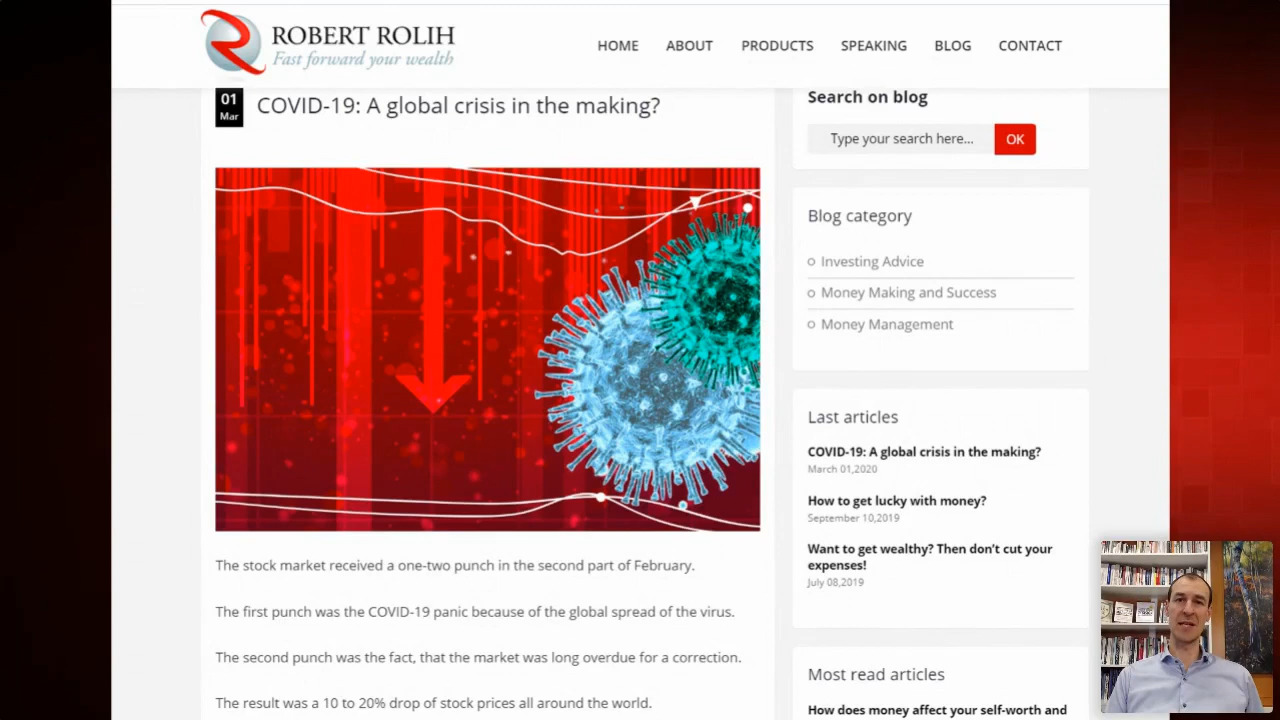 ROBERT ROLIH
Fast forward your wealth
HOME ABOUT PRODUCTS SPEAKING BLOG CONTACT
01
Mar
COVID-19: A global crisis in the making?
The stock market received a one-two punch in the second part of February.
The first punch was the COVID-19 panic because of the global spread of the virus.
The second punch was the fact, that the market was long overdue for a correction.
The result was a 10 to 20% drop of stock prices all around the world.
Search on blog
Type your search here... OK
Blog category
Investing Advice
Money Making and Success
Money Management
Last articles
COVID-19: A global crisis in the making?
March 01,2020
How to get lucky with money?
September 10,2019
Want to get wealthy? Then don’t cut your
expenses!
July 08,2019
Most read articles
How does money affect your self-worth and